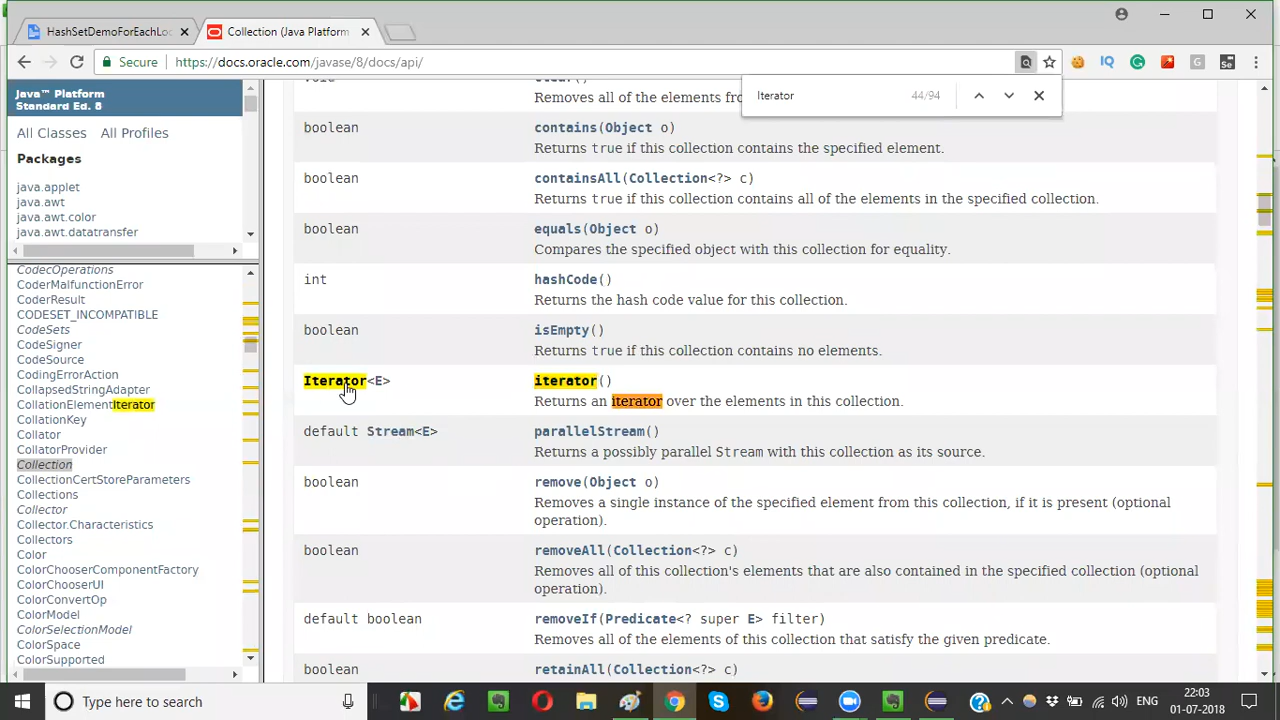 HashSetDemoForEachLo
Collection (Java Platform
Secure
https://docs.oracle.com/javase/8/docs/api/
Iterator
44/94
Java™ Platform
Standard Ed. 8
All Classes All Profiles
Packages
java.applet
java.awt
java.awt.color
java.awt.datatransfer
CodecOperations
CoderMalfunctionError
CoderResult
CODESET_INCOMPATIBLE
CodeSets
CodeSigner
CodeSource
CodingErrorAction
CollapsedStringAdapter
CollationElementIterator
CollationKey
Collator
CollatorProvider
Collection
CollectionCertStoreParameters
Collections
Collector
Collector.Characteristics
Collectors
Color
ColorChooserComponentFactory
ColorChooserUI
ColorConvertOp
ColorModel
ColorSelectionModel
ColorSpace
ColorSupported
void clear()
Removes all of the elements fro
boolean contains(Object o)
Returns true if this collection contains the specified element.
boolean containsAll(Collection<?> c)
Returns true if this collection contains all of the elements in the specified collection.
boolean equals(Object o)
Compares the specified object with this collection for equality.
int hashCode()
Returns the hash code value for this collection.
boolean isEmpty()
Returns true if this collection contains no elements.
Iterator<E> iterator()
Returns an iterator over the elements in this collection.
default Stream<E> parallelStream()
Returns a possibly parallel Stream with this collection as its source.
boolean remove(Object o)
Removes a single instance of the specified element from this collection, if it is present (optional
operation).
boolean removeAll(Collection<?> c)
Removes all of this collection's elements that are also contained in the specified collection (optional
operation).
default boolean removeIf(Predicate<? super E> filter)
Removes all of the elements of this collection that satisfy the given predicate.
boolean retainAll(Collection<?> c)
Type here to search
ENG
22:03
01-07-2018